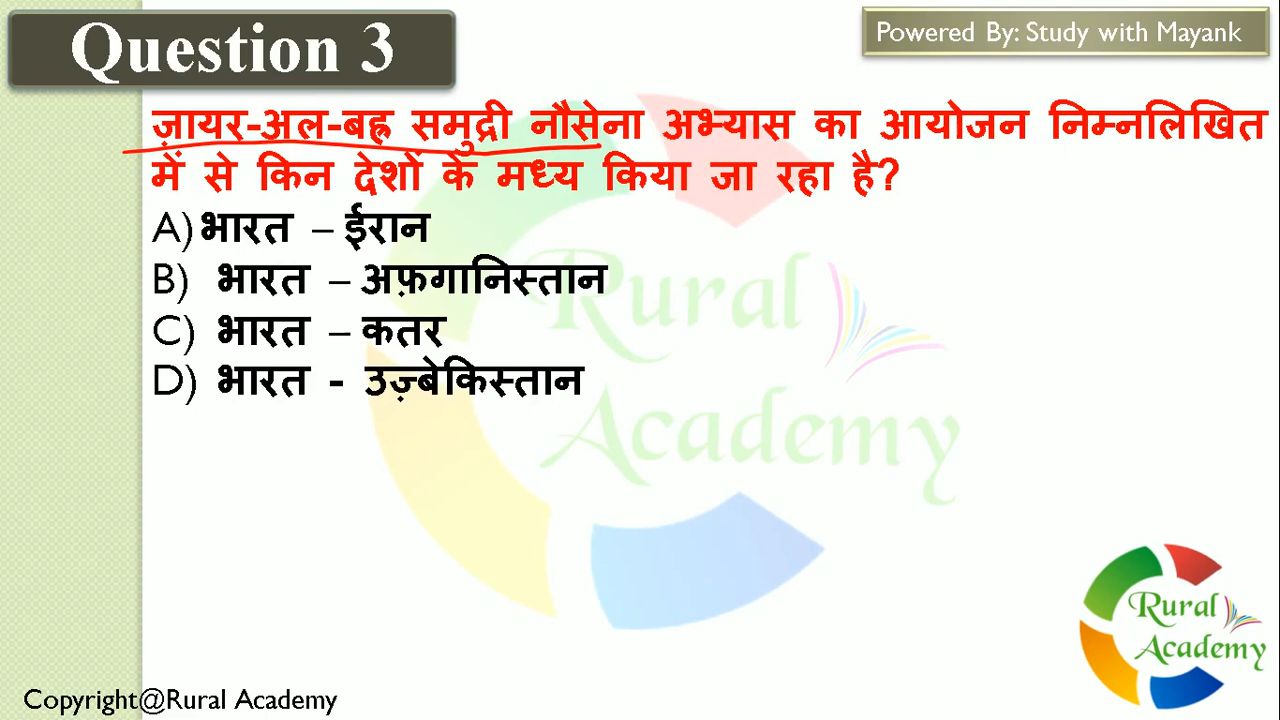 Question 3
Powered By: Study with Mayank
ज़ायर-अल-बह्र समुद्री नौसेना अभ्यास का आयोजन निम्नलिखित
में से किन देशों के मध्य किया जा रहा है?
A) भारत – ईरान
B) भारत – अफ़गानिस्तान
C) भारत – कतर
D) भारत - उज़्बेकिस्तान
Rural
Academy
Rural
Academy
Copyright@Rural Academy